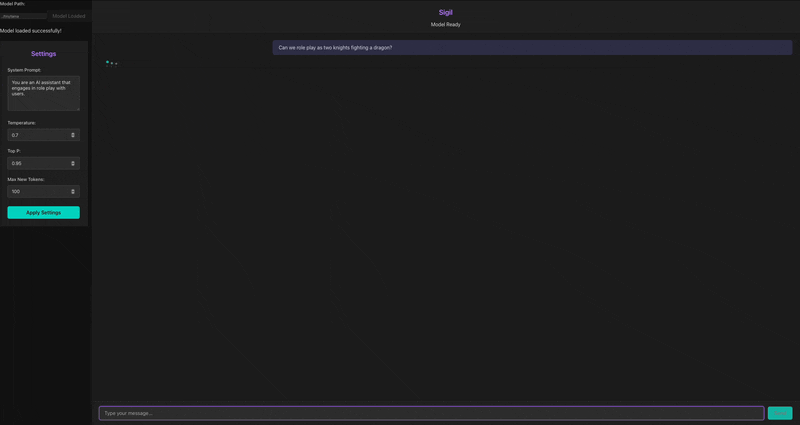 Model Path:
Model Loaded
Model loaded successfully!
Settings
System Prompt:
You are an AI assistant that
engages in role play with
users.
Temperature:
0.7
Top P:
0.95
Max New Tokens:
100
Apply Settings
Sigil
Model Ready
Can we role play as two knights fighting a dragon?
Type your message...